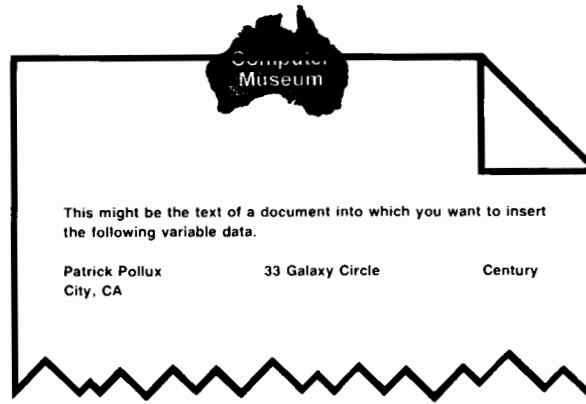 Computer
Museum
This might be the text of a document into which you want to insert
the following variable data.
Patrick Pollux 33 Galaxy Circle Century
City, CA